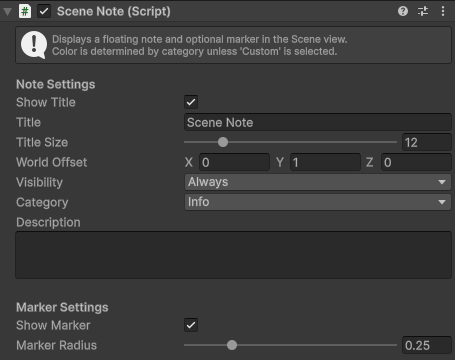 Scene Note (Script)
Displays a floating note and optional marker in the Scene view.
Color is determined by category unless 'Custom' is selected.
Note Settings
Show Title
Title Scene Note
Title Size 12
World Offset X 0 Y 1 Z 0
Visibility Always
Category Info
Description
Marker Settings
Show Marker
Marker Radius 0.25